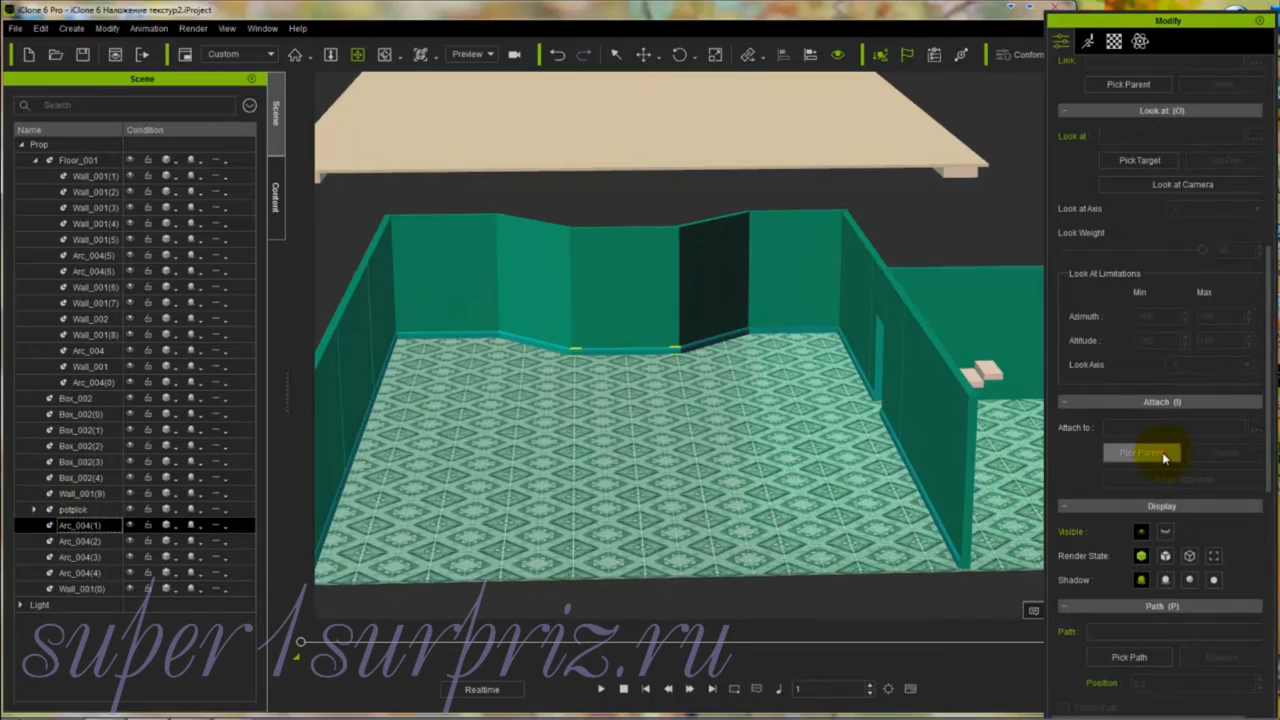 iClone 6 Pro - iClone 6 Наложение текстур2.iProject
File Edit Create Modify Animation Render View Window Help
Custom
Preview
Conform
Scene
Search
Name Condition
Prop
Floor_001
Wall_001(1)
Wall_001(2)
Wall_001(3)
Wall_001(4)
Wall_001(5)
Arc_004(5)
Arc_004(6)
Wall_001(6)
Wall_001(7)
Wall_002
Wall_001(8)
Arc_004
Wall_001
Arc_004(0)
Box_002
Box_002(0)
Box_002(1)
Box_002(2)
Box_002(3)
Box_002(4)
Wall_001(9)
potplok
Arc_004(1)
Arc_004(2)
Arc_004(3)
Arc_004(4)
Wall_001(0)
Light
Scene
Content
super1surpriz.ru
Realtime
1
Modify
Link:
Pick Parent
Look at (O)
Look at:
Pick Target
Look at Camera
Look at Axis
Look Weight
Look At Limitations
Min Max
Azimuth :
Altitude :
Look Axis
Attach (I)
Attach to :
Pick Parent
Display
Visible :
Render State:
Shadow :
Path (P)
Path :
Pick Path
Position :